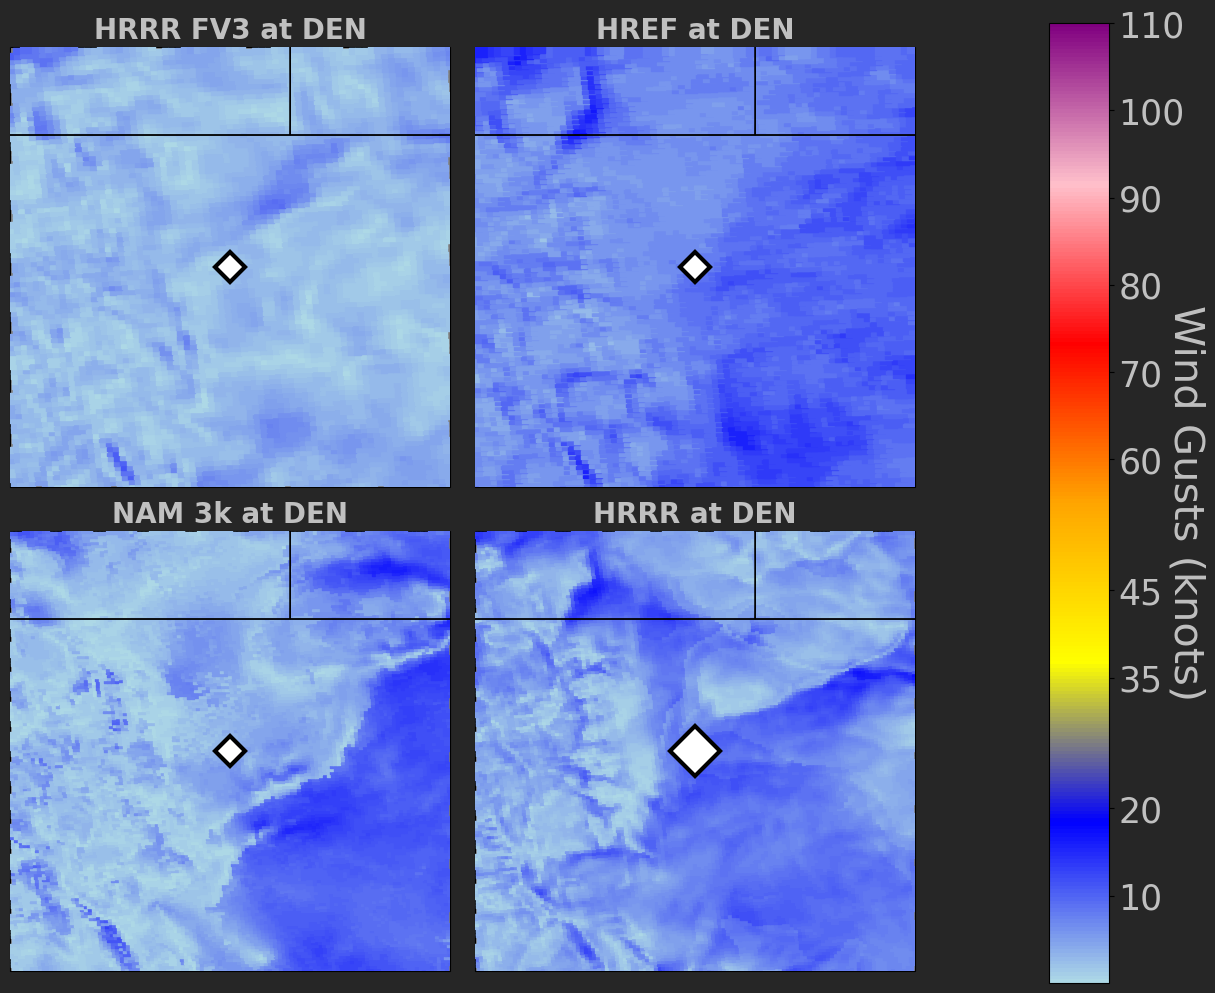 HRRR FV3 at DEN
HREF at DEN
NAM 3k at DEN
HRRR at DEN
110
100
90
80
70
60
45
35
20
10
Wind Gusts (knots)